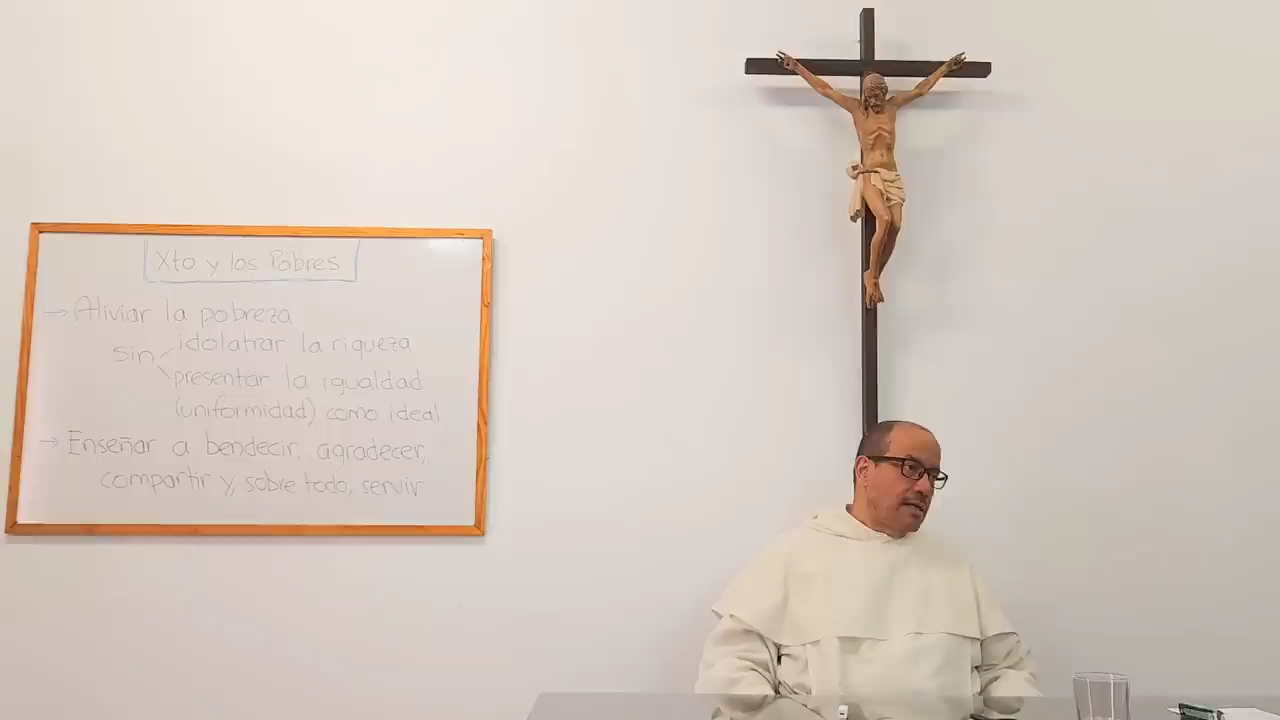 Xto y los Pobres
→ Aliviar la pobreza
sin idolatrar la riqueza
presentar la igualdad
(uniformidad) como ideal
→ Enseñar a bendecir, agradecer,
compartir y, sobre todo, servir